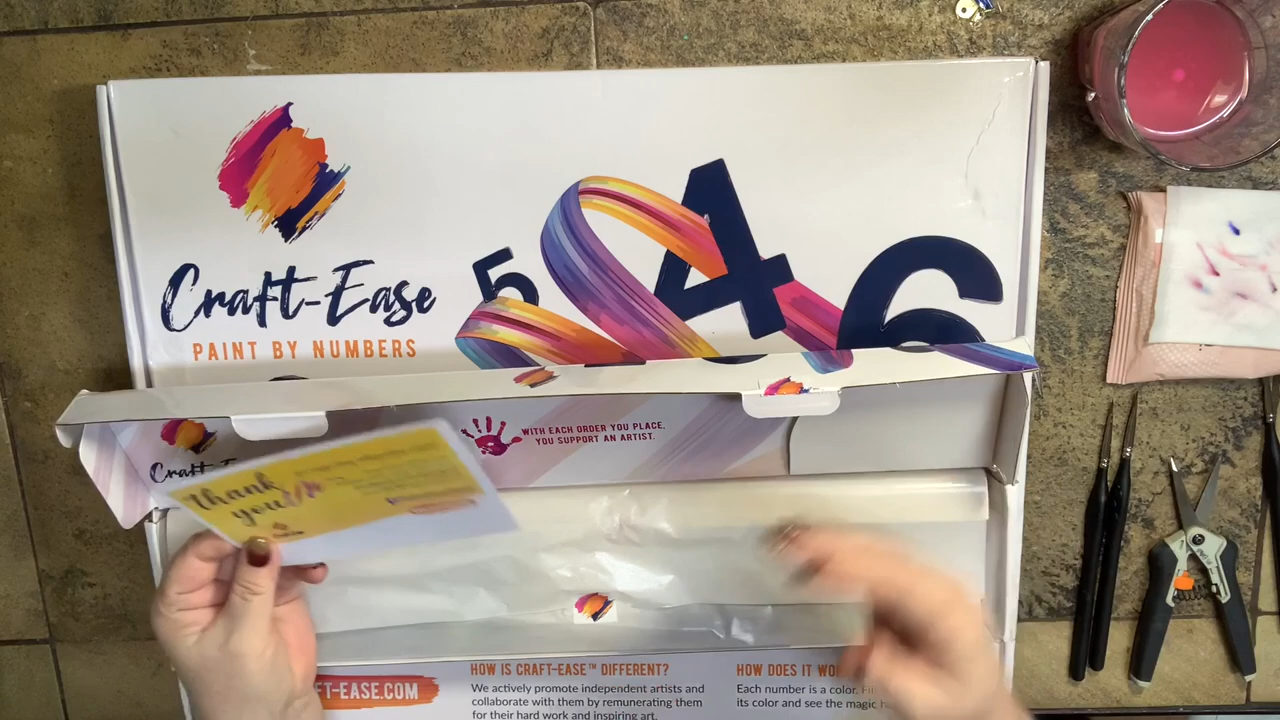 Craft-Ease
PAINT BY NUMBERS
5 4 6
WITH EACH ORDER YOU PLACE,
YOU SUPPORT AN ARTIST.
Craft-E
thank
you
FT-EASE.COM
HOW IS CRAFT-EASE™ DIFFERENT?
We actively promote independent artists and
collaborate with them by remunerating them
for their hard work and inspiring art.
HOW DOES IT WO
Each number is a color. Fi
its color and see the magic h